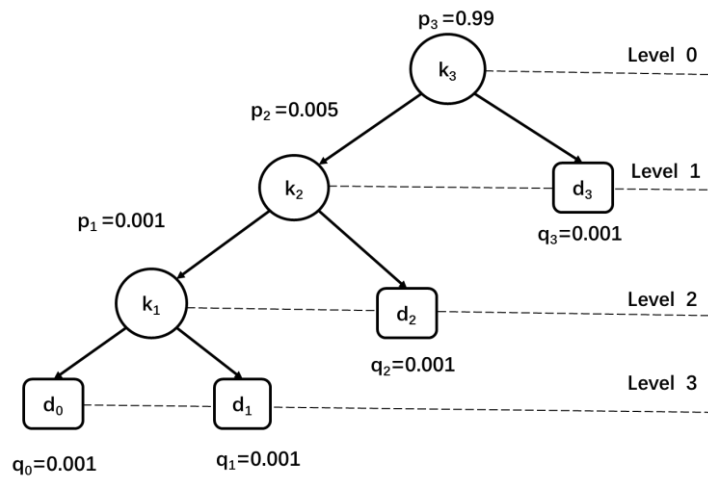 p₃=0.99
k₃
Level 0
p₂=0.005
k₂
d₃
Level 1
q₃=0.001
p₁=0.001
k₁
d₂
Level 2
q₂=0.001
d₀
d₁
Level 3
q₀=0.001
q₁=0.001